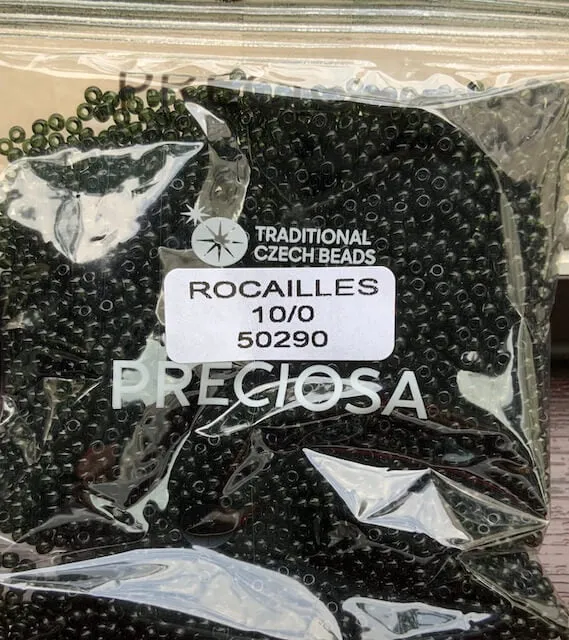 TRADITIONAL
CZECH BEADS
ROCAILLES
10/0
50290
PRECIOSA